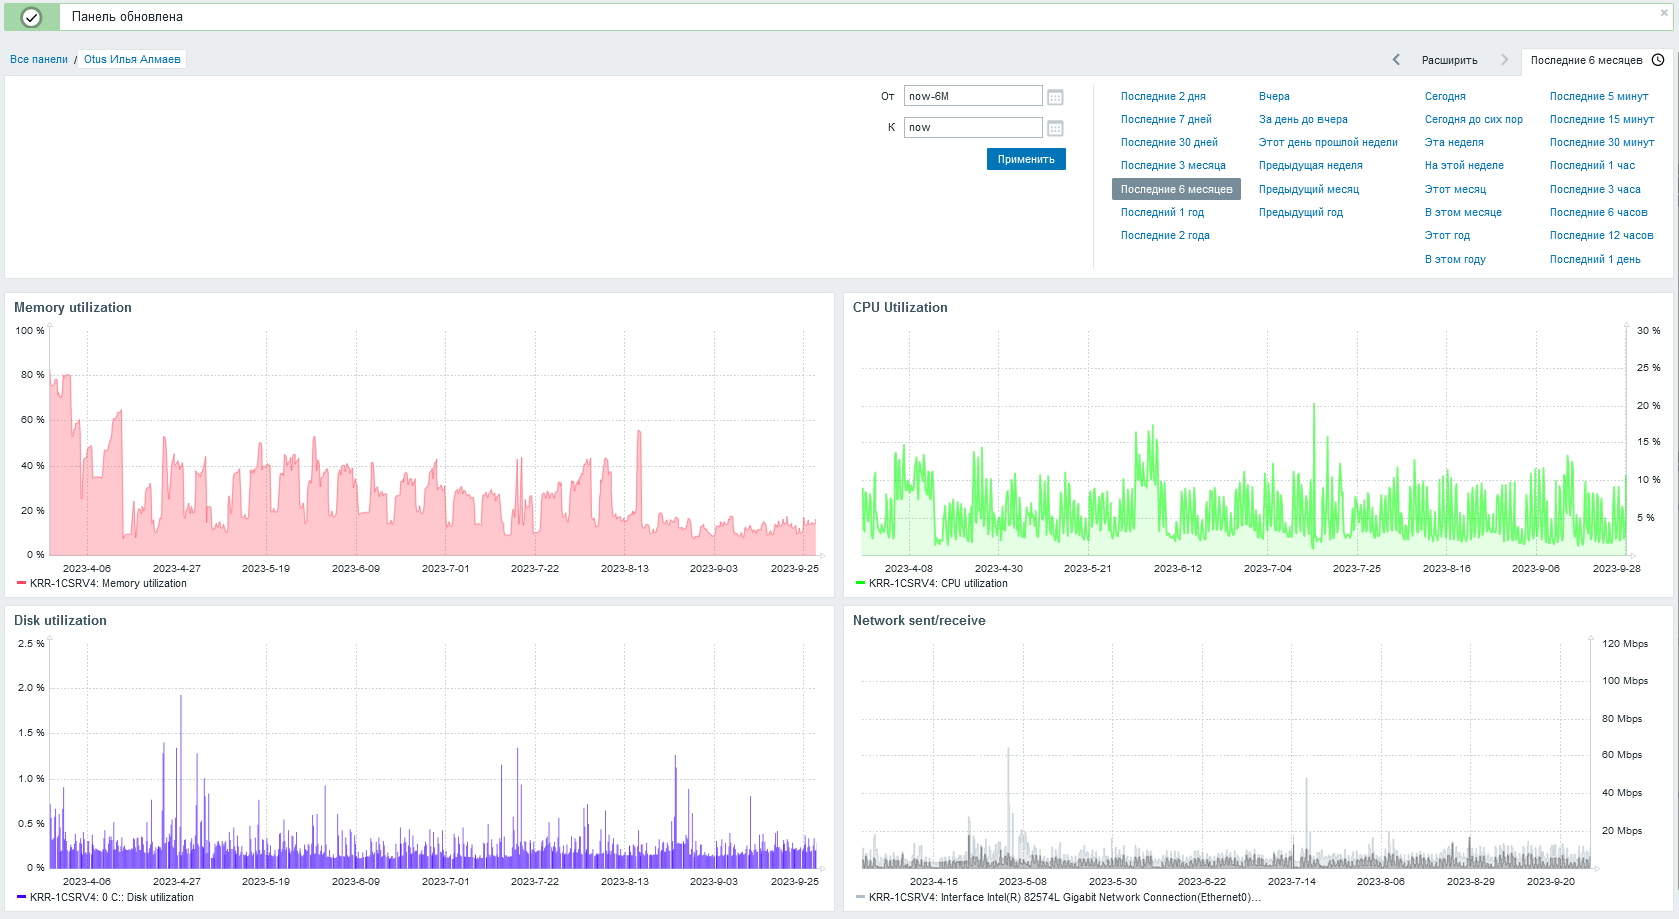 Панель обновлена
Все панели / Otus Илья Алмаев
Расширить
Последние 6 месяцев
От now-6M
К now
Применить
Последние 2 дня Вчера Сегодня Последние 5 минут
Последние 7 дней За день до вчера Сегодня до сих пор Последние 15 минут
Последние 30 дней Этот день прошлой недели Эта неделя Последние 30 минут
Последние 3 месяца Предыдущая неделя На этой неделе Последний 1 час
Последние 6 месяцев Предыдущий месяц Этот месяц Последние 3 часа
Последний 1 год Предыдущий год В этом месяце Последние 6 часов
Последние 2 года Этот год Последние 12 часов
В этом году Последний 1 день
Memory utilization
100 %
80 %
60 %
40 %
20 %
0 %
2023-4-06 2023-4-27 2023-5-19 2023-6-09 2023-7-01 2023-7-22 2023-8-13 2023-9-03 2023-9-25
KRR-1CSRV4: Memory utilization
CPU Utilization
30 %
25 %
20 %
15 %
10 %
5 %
2023-4-08 2023-4-30 2023-5-21 2023-6-12 2023-7-04 2023-7-25 2023-8-16 2023-9-06 2023-9-28
KRR-1CSRV4: CPU utilization
Disk utilization
2.5 %
2.0 %
1.5 %
1.0 %
0.5 %
0 %
2023-4-06 2023-4-27 2023-5-19 2023-6-09 2023-7-01 2023-7-22 2023-8-13 2023-9-03 2023-9-25
KRR-1CSRV4: 0 C:: Disk utilization
Network sent/receive
120 Mbps
100 Mbps
80 Mbps
60 Mbps
40 Mbps
20 Mbps
2023-4-15 2023-5-08 2023-5-30 2023-6-22 2023-7-14 2023-8-06 2023-8-29 2023-9-20
KRR-1CSRV4: Interface Intel(R) 82574L Gigabit Network Connection(Ethernet0)...